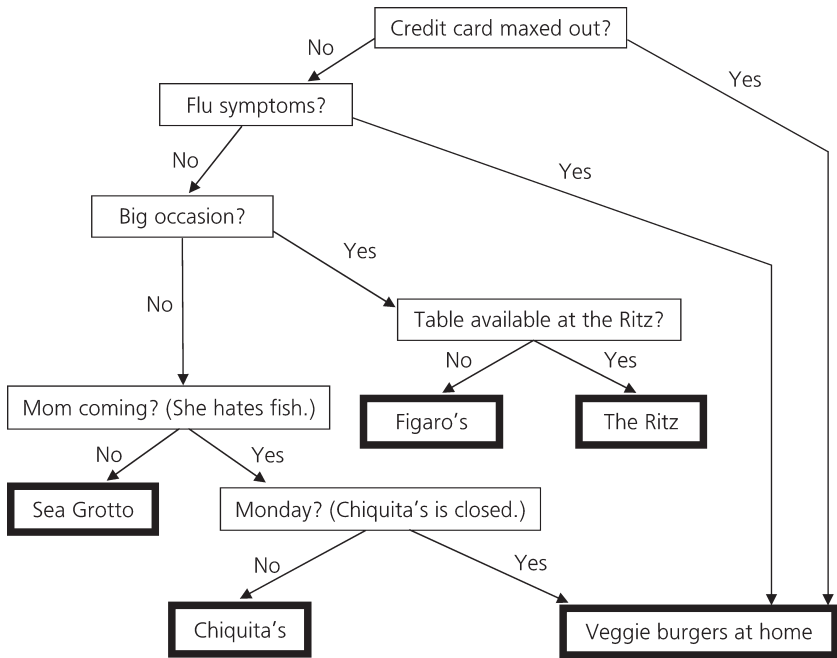 Credit card maxed out?
No
Yes
Flu symptoms?
No
Yes
Big occasion?
Yes
No
Table available at the Ritz?
No
Yes
Mom coming? (She hates fish.)
Figaro's
The Ritz
No
Yes
Sea Grotto
Monday? (Chiquita's is closed.)
No
Yes
Chiquita's
Veggie burgers at home